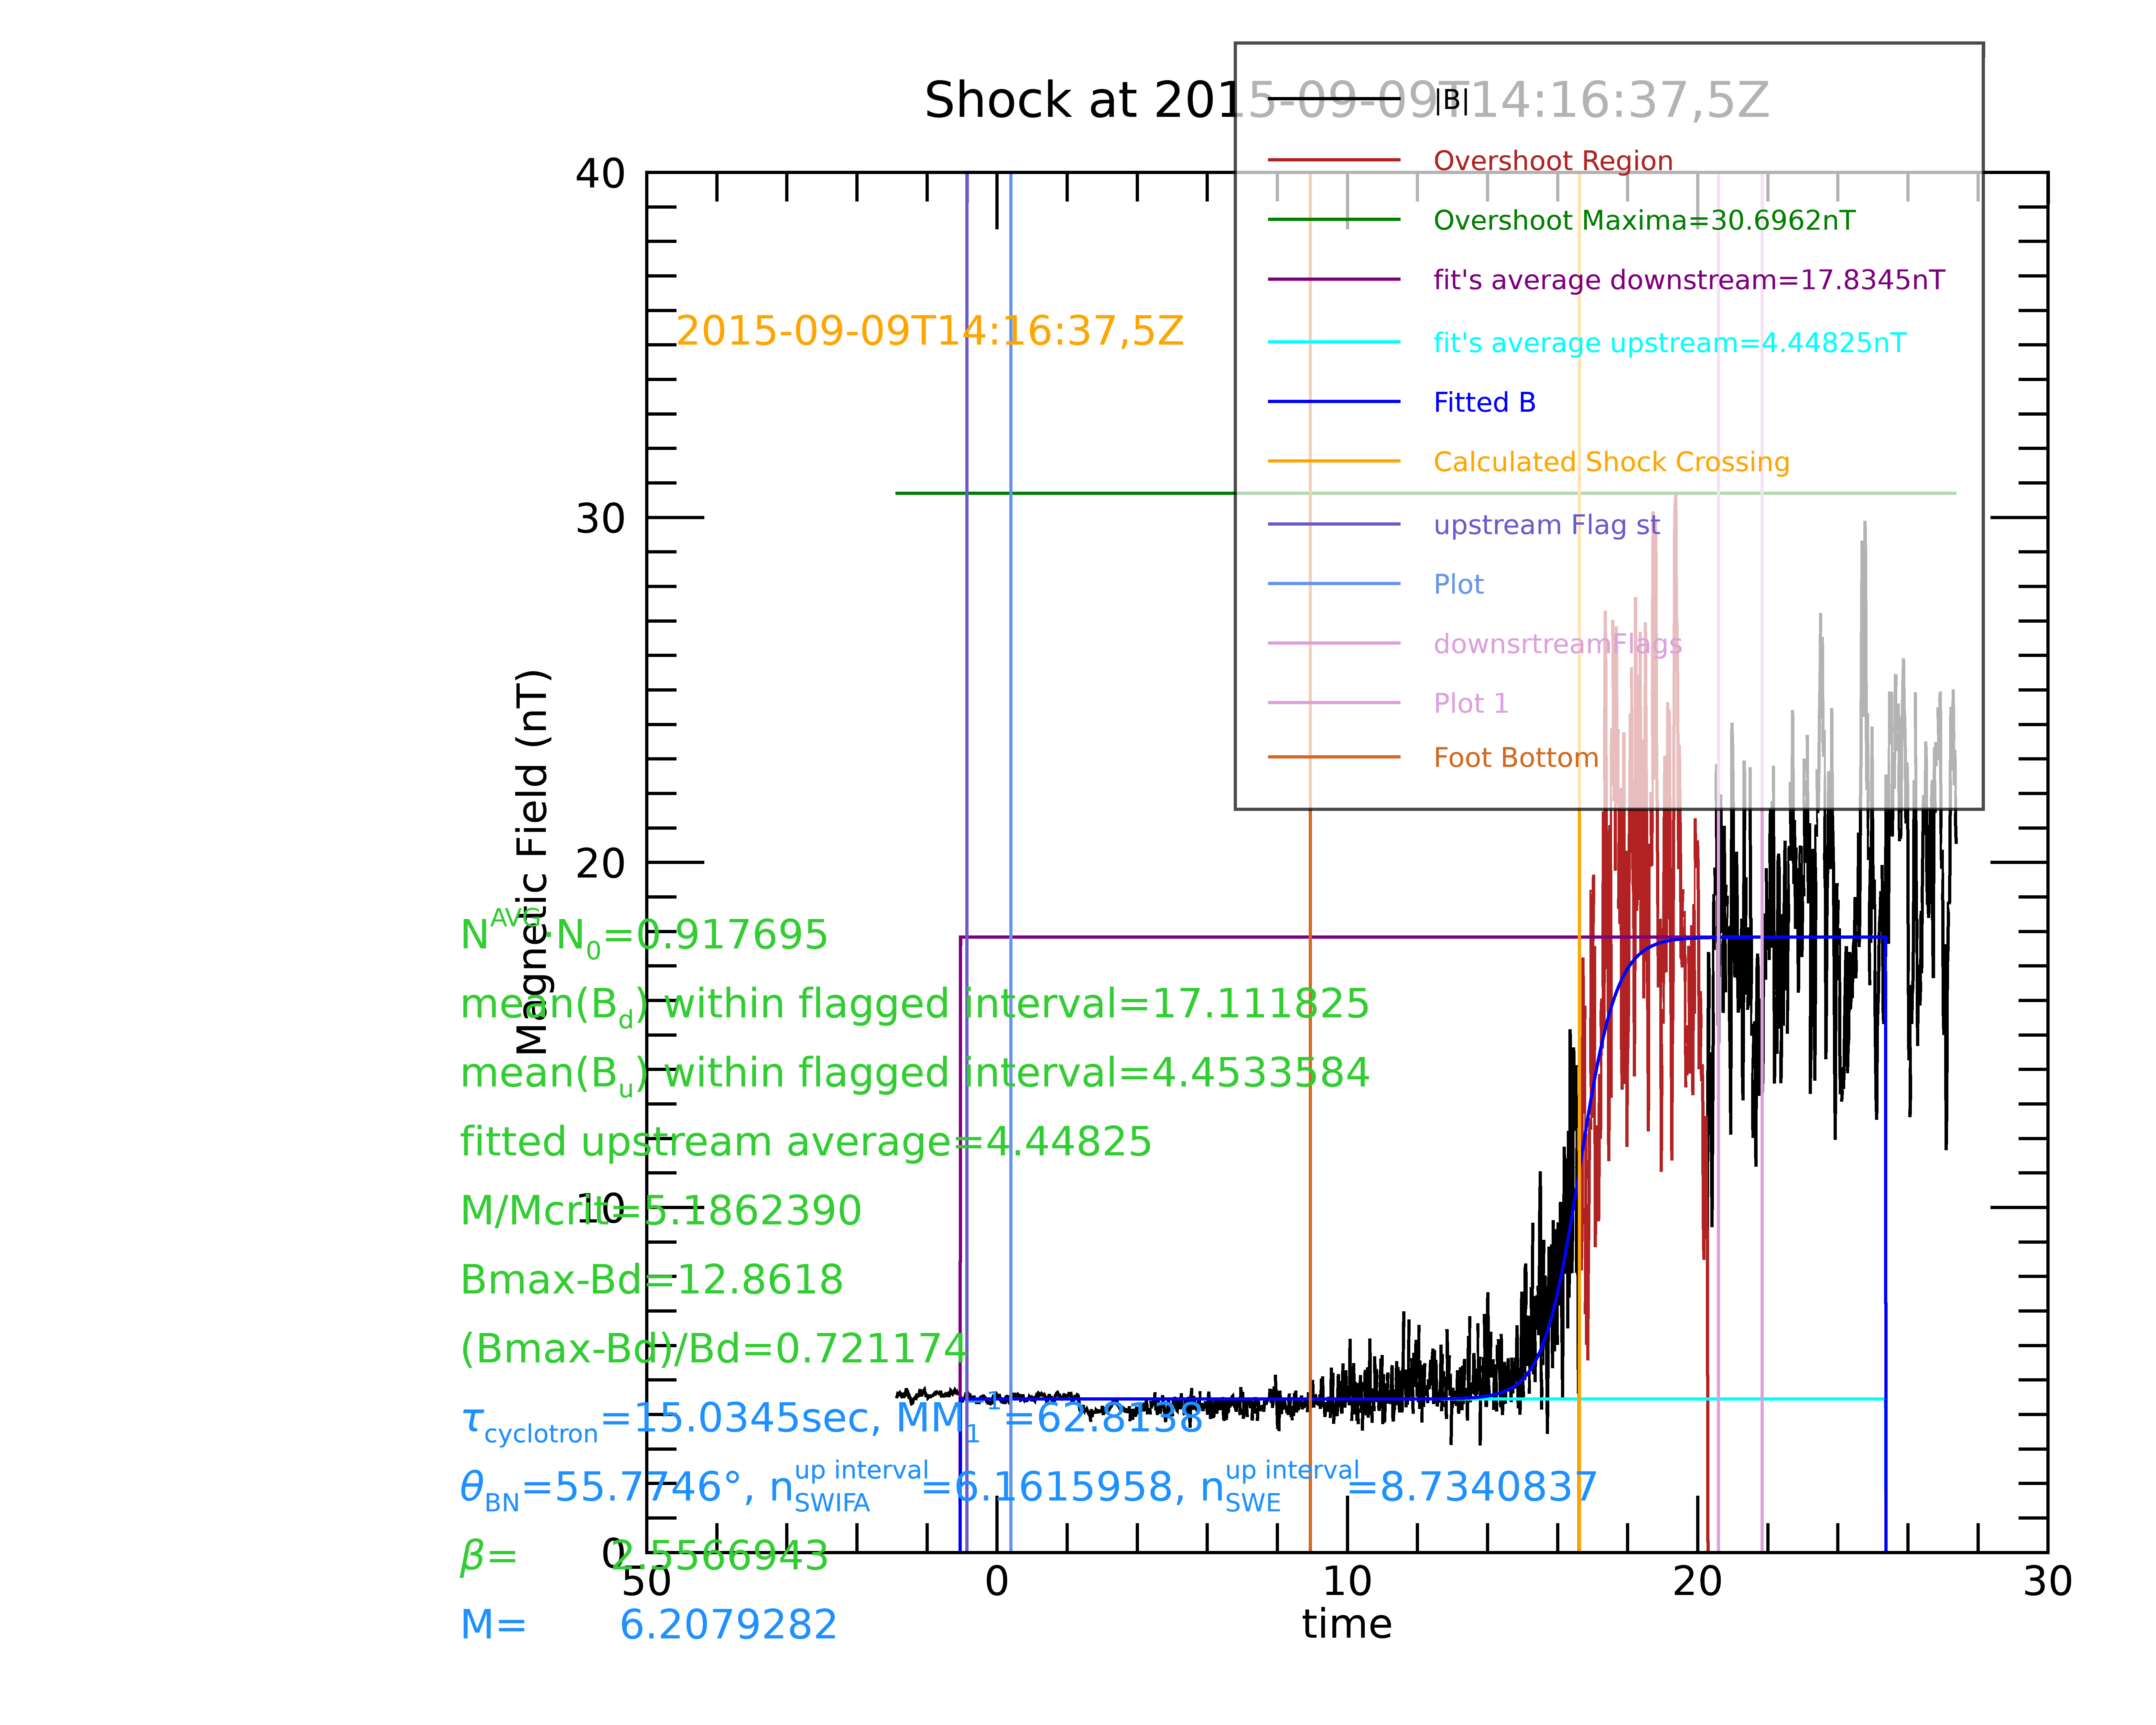 Shock at 2015-09-09T14:16:37,5Z
|B|
Overshoot Region
Overshoot Maxima=30.6962nT
fit's average downstream=17.8345nT
fit's average upstream=4.44825nT
Fitted B
Calculated Shock Crossing
upstream Flag st
Plot
downsrtreamFlags
Plot 1
Foot Bottom
2015-09-09T14:16:37,5Z
40
30
20
10
0
Magnetic Field (nT)
N^AVG·N_0=0.917695
mean(B_d) within flagged interval=17.111825
mean(B_u) within flagged interval=4.4533584
fitted upstream average=4.44825
M/Mcrit=5.1862390
Bmax-Bd=12.8618
(Bmax-Bd)/Bd=0.721174
τ_cyclotron=15.0345sec, MM_1^-1=62.8138
θ_BN=55.7746°, n_SWIFA^up interval=6.1615958, n_SWE^up interval=8.7340837
β= 2.5566943
M= 6.2079282
50 0 10 20 30
time